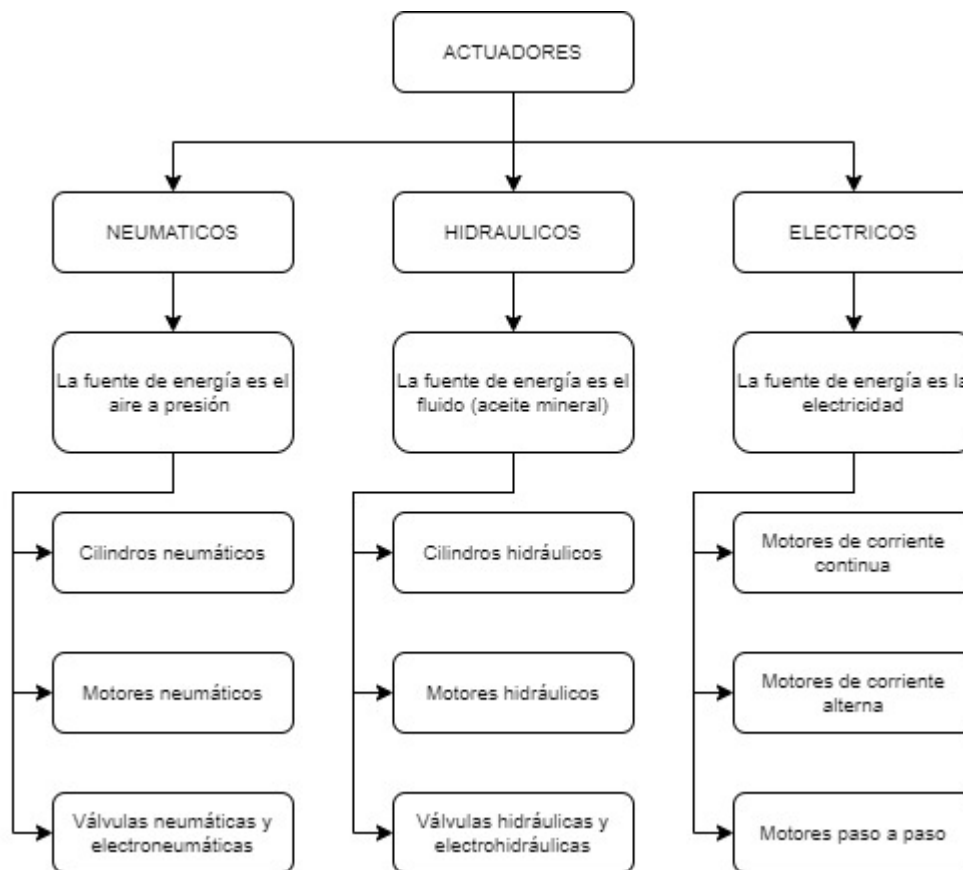 ACTUADORES
NEUMATICOS
HIDRAULICOS
ELECTRICOS
La fuente de energía es el
aire a presión
La fuente de energía es el
fluido (aceite mineral)
La fuente de energía es la
electricidad
Cilindros neumáticos
Cilindros hidráulicos
Motores de corriente
continua
Motores neumáticos
Motores hidráulicos
Motores de corriente
alterna
Válvulas neumáticas y
electroneumáticas
Válvulas hidráulicas y
electrohidráulicas
Motores paso a paso